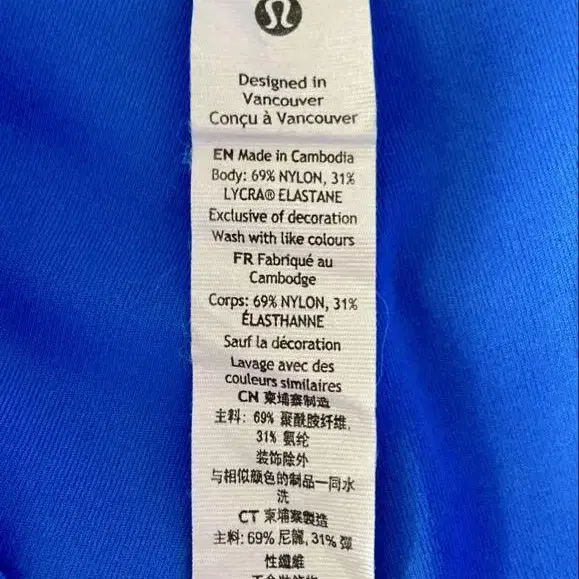 Designed in
Vancouver
Conçu à Vancouver
EN Made in Cambodia
Body: 69% NYLON, 31%
LYCRA® ELASTANE
Exclusive of decoration
Wash with like colours
FR Fabriqué au
Cambodge
Corps: 69% NYLON, 31%
ÉLASTHANNE
Sauf la décoration
Lavage avec des
couleurs similaires
CN 柬埔寨制造
主料: 69% 聚酰胺纤维,
31% 氨纶
装饰除外
与相似颜色的制品一同水
洗
CT 柬埔寨製造
主料: 69% 尼龍, 31% 彈
性纖維